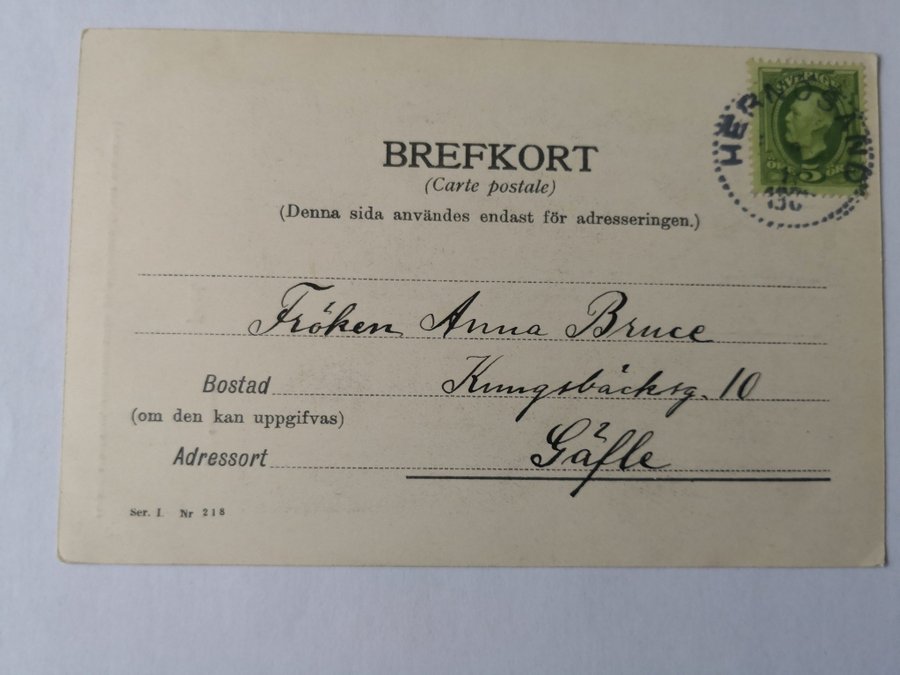 BREFKORT
(Carte postale)
(Denna sida användes endast för adresseringen.)
SVERIGE
5
HERNÖSAND
Fröken Anna Bruce
Bostad Kungsbäcksg. 10
(om den kan uppgifvas)
Adressort Gäfle
Ser. I. Nr 218